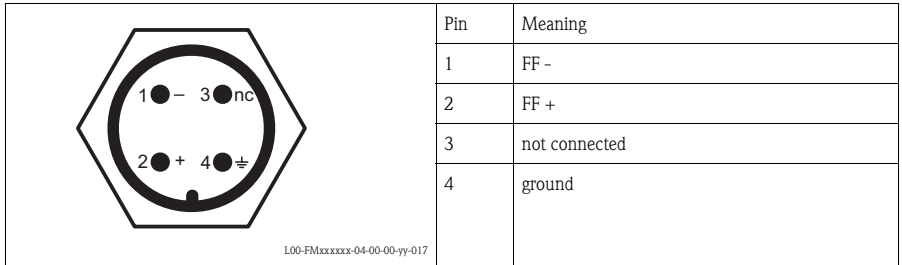 Pin Meaning
1 FF -
2 FF +
3 not connected
4 ground
1 – 3 nc
2 + 4 ⏚
L00-FMxxxxxx-04-00-00-yy-017